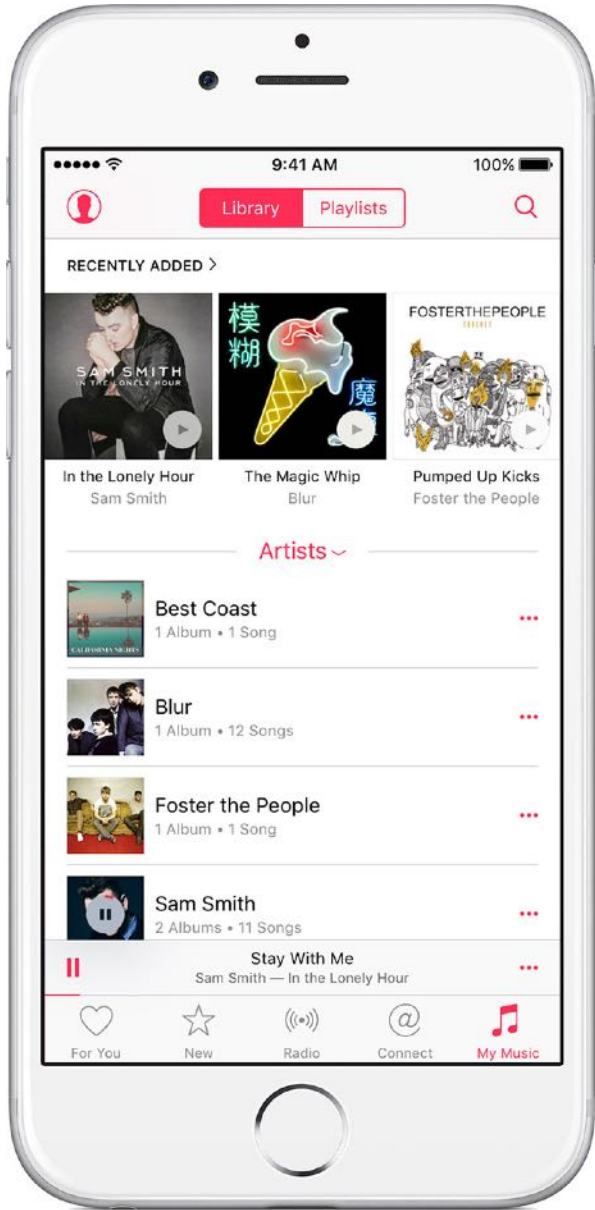 9:41 AM
100%
Library
Playlists
RECENTLY ADDED >
SAM SMITH
IN THE LONELY HOUR
模糊
魔
FOSTERTHEPEOPLE
In the Lonely Hour
The Magic Whip
Pumped Up Kicks
Sam Smith
Blur
Foster the People
Artists
Best Coast
1 Album • 1 Song
CALIFORNIA NIGHTS
Blur
1 Album • 12 Songs
Foster the People
1 Album • 1 Song
Sam Smith
2 Albums • 11 Songs
Stay With Me
Sam Smith — In the Lonely Hour
For You
New
Radio
Connect
My Music